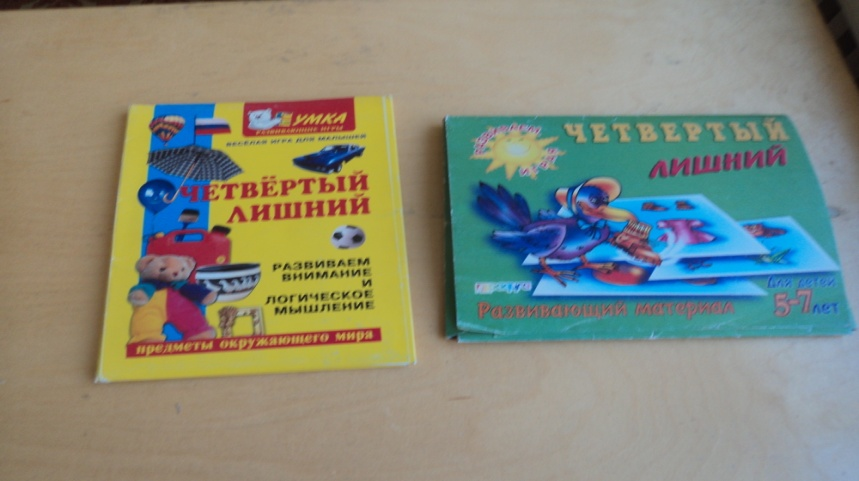 УМКА
РАЗВИВАЮЩИЕ ИГРЫ
ВЕСЁЛАЯ ИГРА ДЛЯ МАЛЫШЕЙ
ЧЕТВЁРТЫЙ
ЛИШНИЙ
РАЗВИВАЕМ
ВНИМАНИЕ
И
ЛОГИЧЕСКОЕ
МЫШЛЕНИЕ
предметы окружающего мира
ЧЕТВЕРТЫЙ
ЛИШНИЙ
Развивающий материал
Для детей
5-7 лет